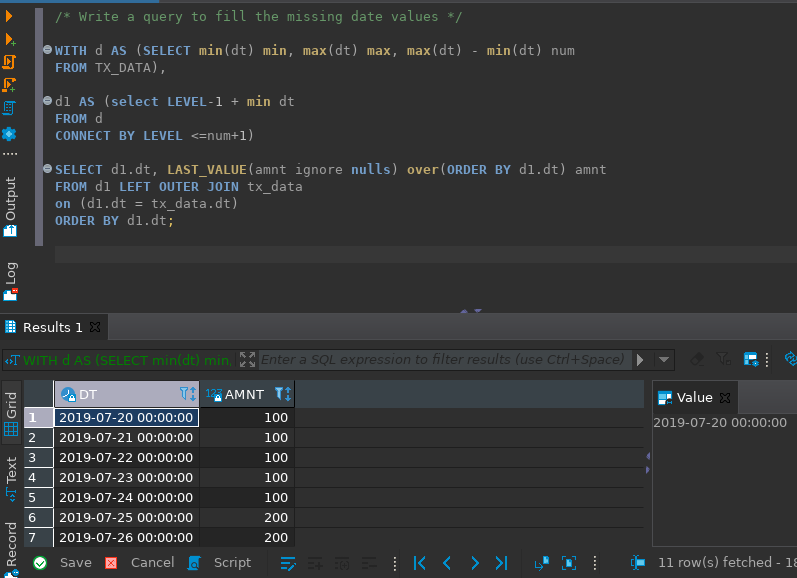 /* Write a query to fill the missing date values */
WITH d AS (SELECT min(dt) min, max(dt) max, max(dt) - min(dt) num
FROM TX_DATA),
d1 AS (select LEVEL-1 + min dt
FROM d
CONNECT BY LEVEL <=num+1)
SELECT d1.dt, LAST_VALUE(amnt ignore nulls) over(ORDER BY d1.dt) amnt
FROM d1 LEFT OUTER JOIN tx_data
on (d1.dt = tx_data.dt)
ORDER BY d1.dt;
Output
Log
Results 1
WITH d AS (SELECT min(dt) min,
Enter a SQL expression to filter results (use Ctrl+Space)
Grid
Text
Record
DT 123 AMNT
1 2019-07-20 00:00:00 100
2 2019-07-21 00:00:00 100
3 2019-07-22 00:00:00 100
4 2019-07-23 00:00:00 100
5 2019-07-24 00:00:00 100
6 2019-07-25 00:00:00 200
7 2019-07-26 00:00:00 200
Value
2019-07-20 00:00:00
Save Cancel Script
11 row(s) fetched - 18